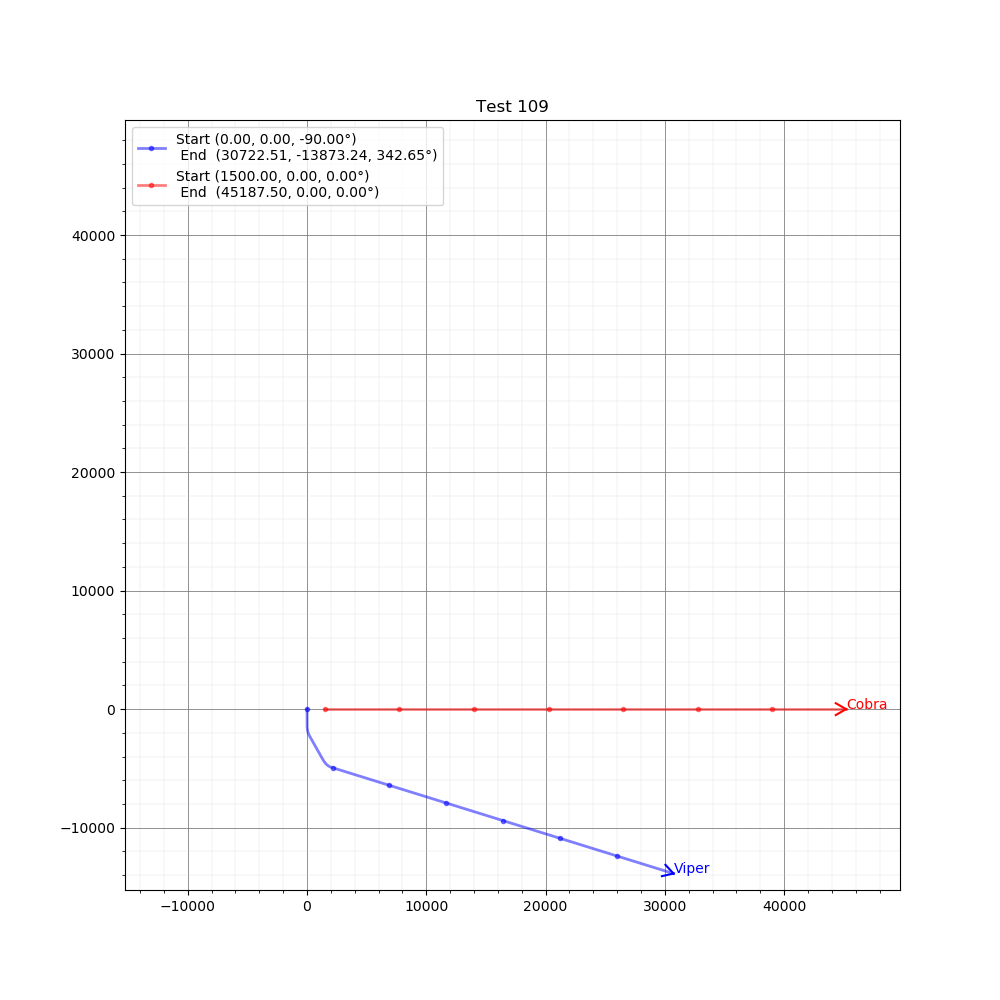 Test 109
Start (0.00, 0.00, -90.00°)
End  (30722.51, -13873.24, 342.65°)
Start (1500.00, 0.00, 0.00°)
End  (45187.50, 0.00, 0.00°)
40000
30000
20000
10000
0
−10000
Cobra
Viper
−10000
0
10000
20000
30000
40000